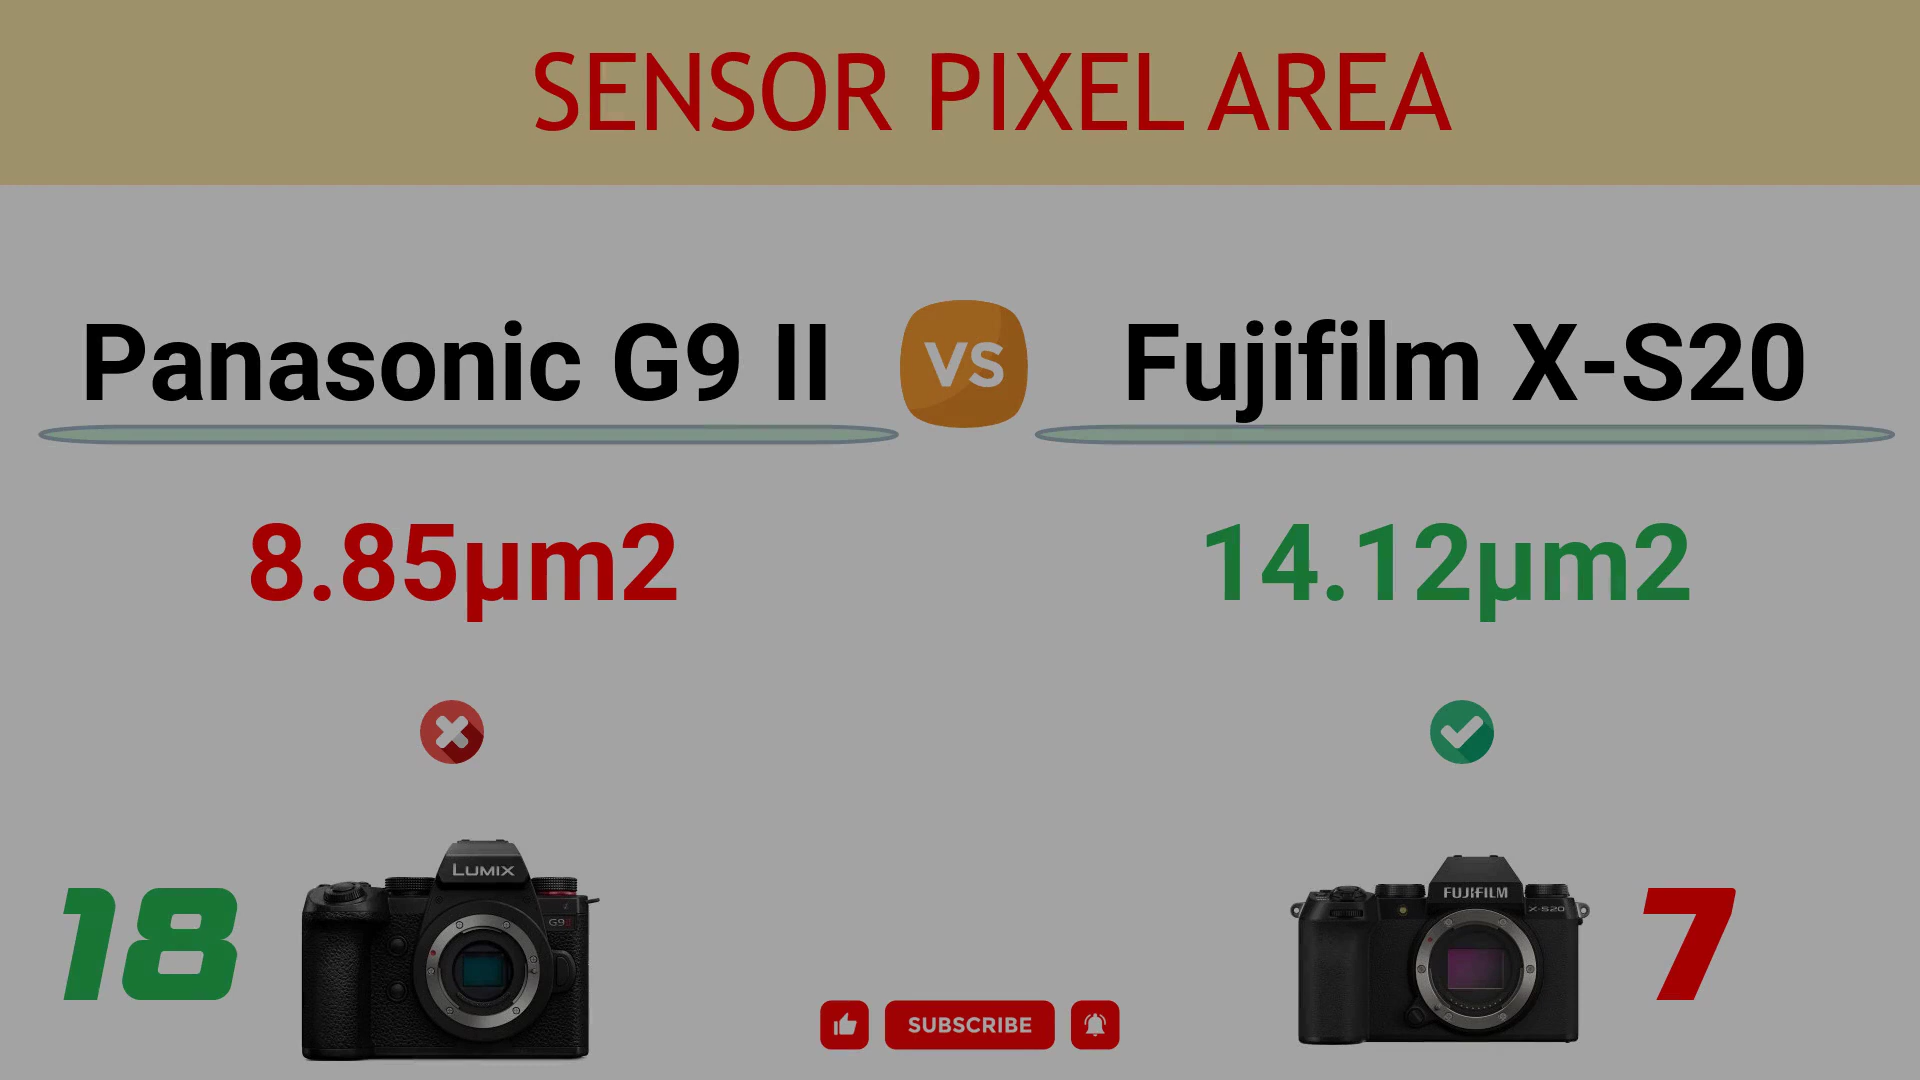 SENSOR PIXEL AREA
Panasonic G9 II
VS
Fujifilm X-S20
8.85µm2
14.12µm2
18
LUMIX
G9II
FUJIFILM
X-S20
7
SUBSCRIBE